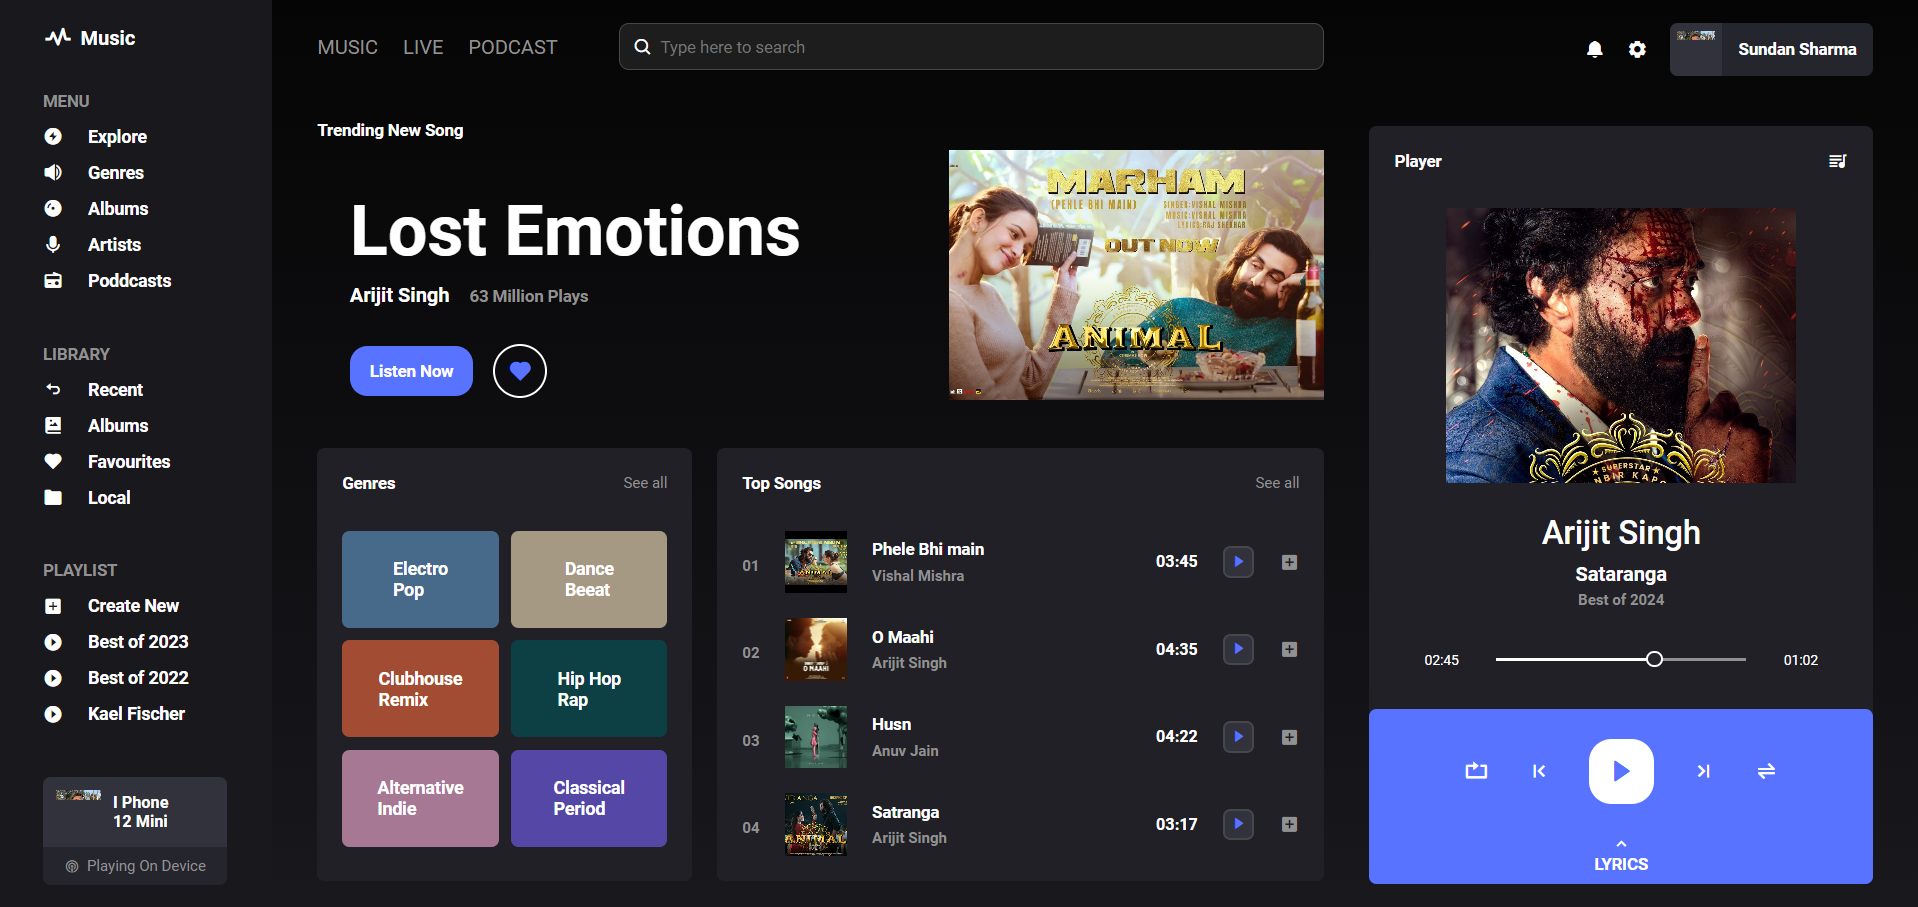 Music
MENU
Explore
Genres
Albums
Artists
Poddcasts
LIBRARY
Recent
Albums
Favourites
Local
PLAYLIST
Create New
Best of 2023
Best of 2022
Kael Fischer
I Phone
12 Mini
Playing On Device
MUSIC
LIVE
PODCAST
Type here to search
Sundan Sharma
Trending New Song
Lost Emotions
Arijit Singh
63 Million Plays
Listen Now
MARHAM
(PEHLE BHI MAIN)
SINGER:VISHAL MISHRA
MUSIC:VISHAL MISHRA
LYRICS:RAJ SHEKHAR
OUT NOW
ANIMAL
Genres
See all
Electro
Pop
Dance
Beeat
Clubhouse
Remix
Hip Hop
Rap
Alternative
Indie
Classical
Period
Top Songs
See all
01
ANIMAL
Phele Bhi main
Vishal Mishra
03:45
02
O MAAHI
O Maahi
Arijit Singh
04:35
03
Husn
Anuv Jain
04:22
04
ANIMAL
Satranga
Arijit Singh
03:17
Player
SUPERSTAR
NBIR KAPO
Arijit Singh
Sataranga
Best of 2024
02:45
01:02
LYRICS